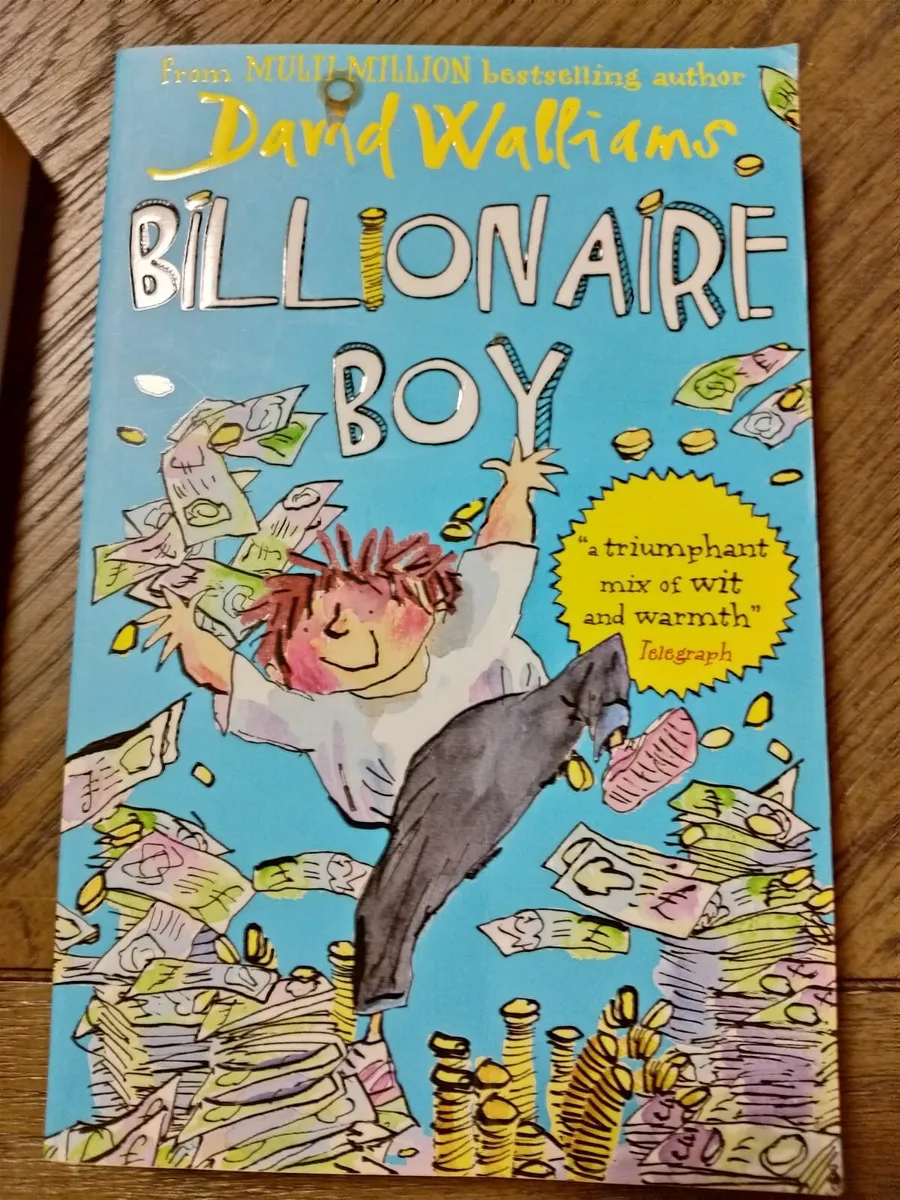 from MULTI-MILLION bestselling author
David Walliams
BILLIONAIRE
BOY
"a triumphant
mix of wit
and warmth"
Telegraph